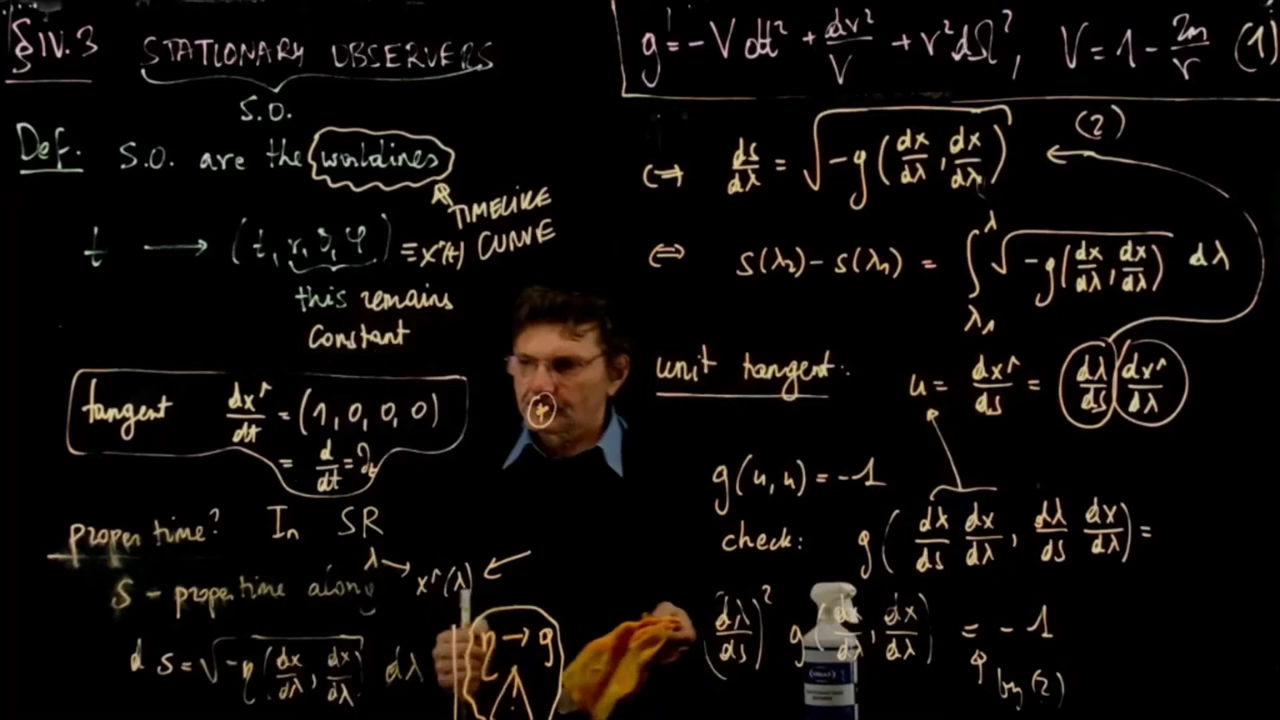 §IV.3 STATIONARY OBSERVERS
S.O.
Def. S.O. are the worldlines
TIMELIKE
CURVE
t ⟶ (t, r, ϑ, φ) ≡ x^μ(t)
this remains
constant
tangent dx^μ/dt = (1, 0, 0, 0)
= d/dt = ∂_t
proper time? In SR
λ → x^μ(λ) ←
s - proper time along
ds = √(-η(dx/dλ, dx/dλ)) dλ
η → g
g = -V dt² + dr²/V + r² dΩ², V = 1 - 2m/r (1)
⇔ ds/dλ = √(-g(dx/dλ, dx/dλ)) (2)
⇔ s(λ₂) - s(λ₁) = ∫_{λ₁}^{λ} √(-g(dx/dλ, dx/dλ)) dλ
unit tangent: u = dx^μ/ds = dλ/ds dx^μ/dλ
g(u, u) = -1
check: g(dλ/ds dx/dλ, dλ/ds dx/dλ) =
(dλ/ds)² g(dx/dλ, dx/dλ) = -1
by (2)